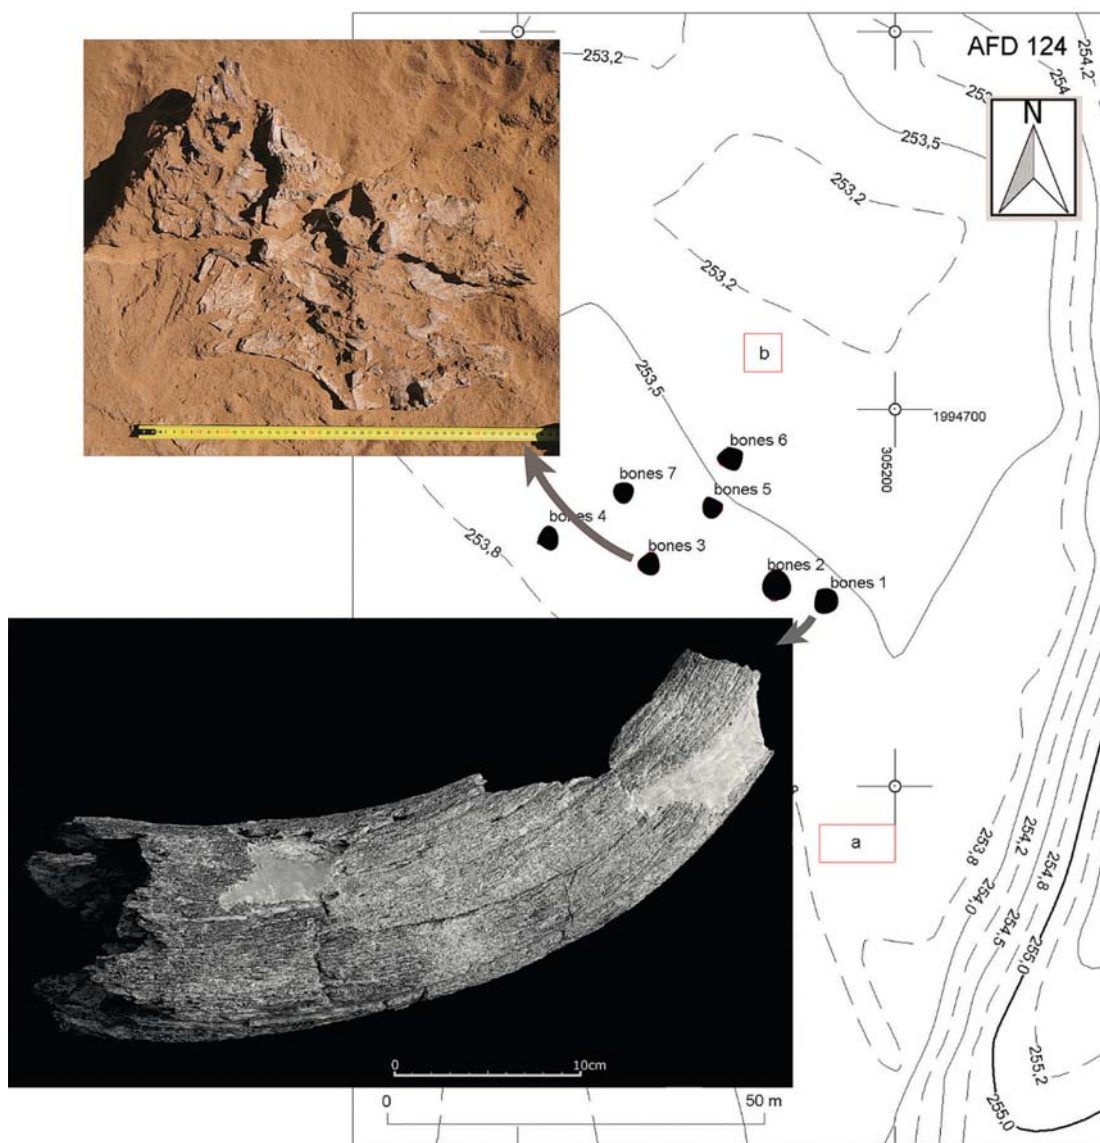 AFD 124
N
253,2
254,2
254
253,5
253,2
253,2
b
253,5
1994700
305200
bones 6
bones 7
bones 5
bones 4
253,8
bones 3
bones 2
bones 1
a
253,8
254,0
254,2
254,5
254,8
255,0
255,2
255,0
0 10cm
0 50 m